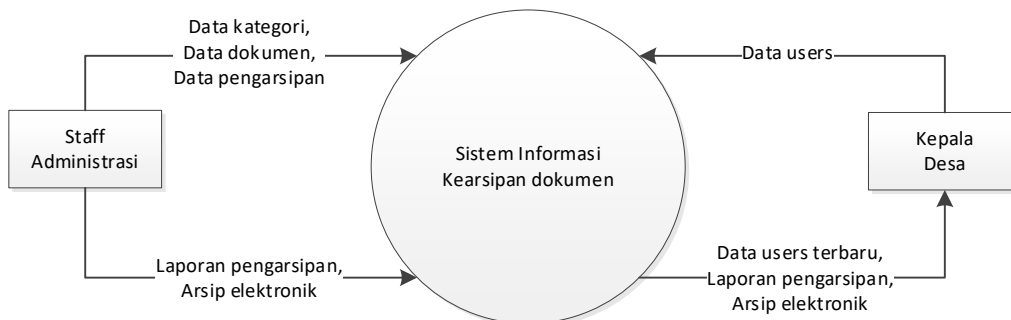 Data kategori,
Data dokumen,
Data pengarsipan
Data users
Staff
Administrasi
Sistem Informasi
Kearsipan dokumen
Kepala
Desa
Laporan pengarsipan,
Arsip elektronik
Data users terbaru,
Laporan pengarsipan,
Arsip elektronik